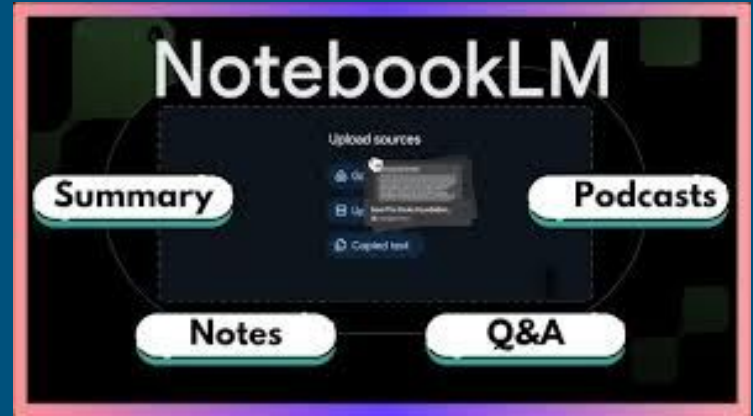 NotebookLM
Upload sources
Summary
Podcasts
Copied text
Notes
Q&A